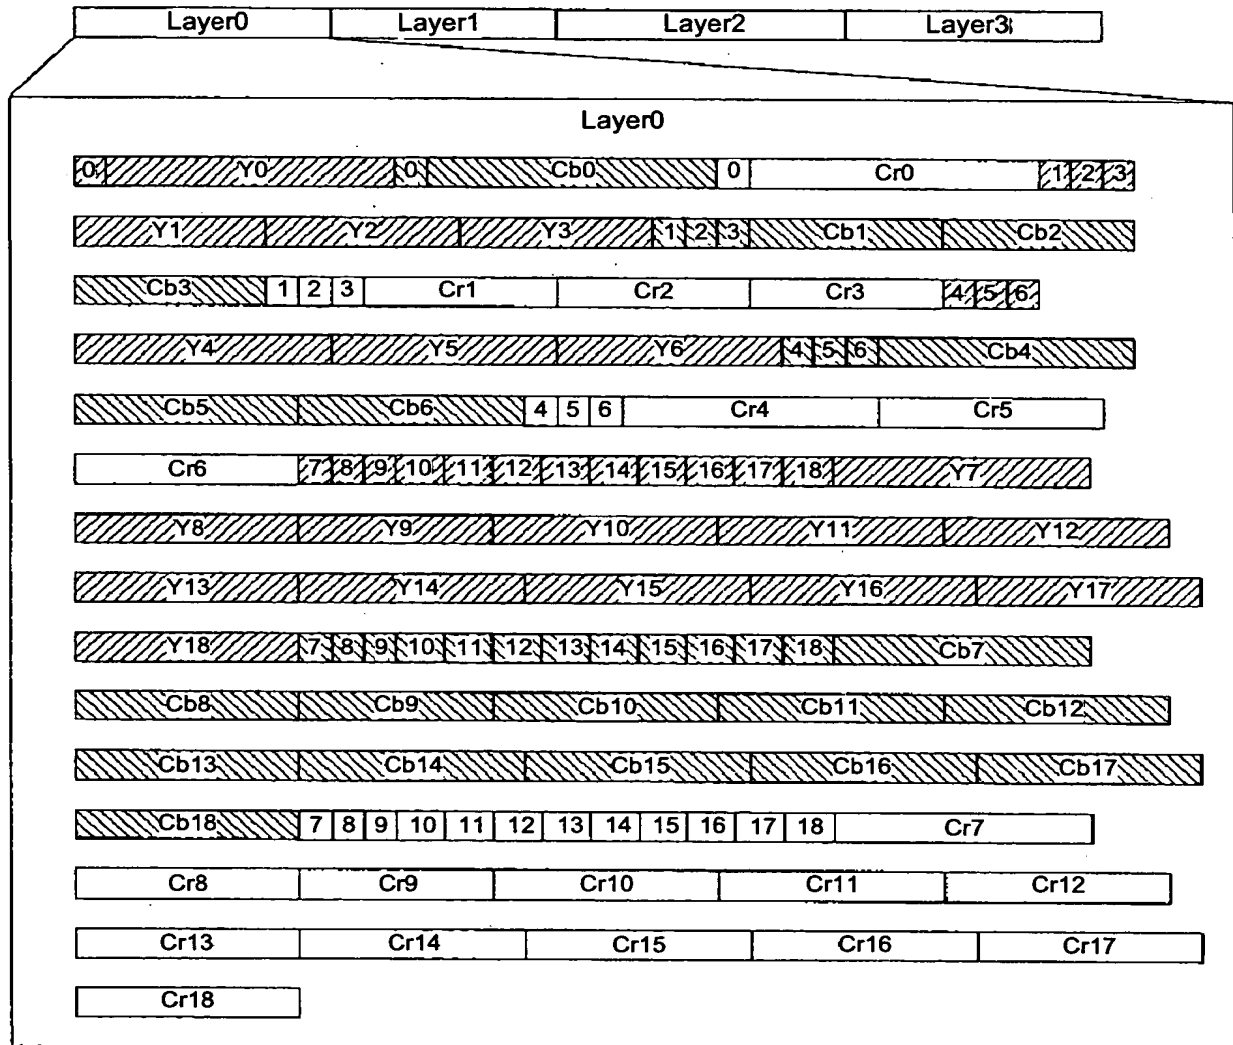 Layer0 Layer1 Layer2 Layer3
Layer0
0 Y0 0 Cb0 0 Cr0 1 2 3
Y1 Y2 Y3 1 2 3 Cb1 Cb2
Cb3 1 2 3 Cr1 Cr2 Cr3 4 5 6
Y4 Y5 Y6 4 5 6 Cb4
Cb5 Cb6 4 5 6 Cr4 Cr5
Cr6 7 8 9 10 11 12 13 14 15 16 17 18 Y7
Y8 Y9 Y10 Y11 Y12
Y13 Y14 Y15 Y16 Y17
Y18 7 8 9 10 11 12 13 14 15 16 17 18 Cb7
Cb8 Cb9 Cb10 Cb11 Cb12
Cb13 Cb14 Cb15 Cb16 Cb17
Cb18 7 8 9 10 11 12 13 14 15 16 17 18 Cr7
Cr8 Cr9 Cr10 Cr11 Cr12
Cr13 Cr14 Cr15 Cr16 Cr17
Cr18